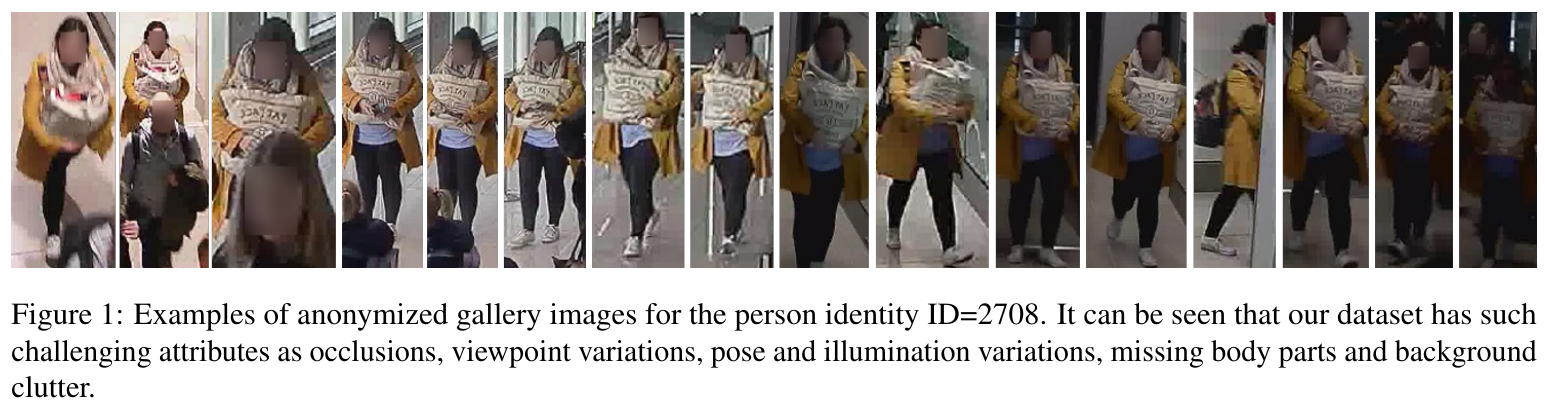 Figure 1: Examples of anonymized gallery images for the person identity ID=2708. It can be seen that our dataset has such
challenging attributes as occlusions, viewpoint variations, pose and illumination variations, missing body parts and background
clutter.